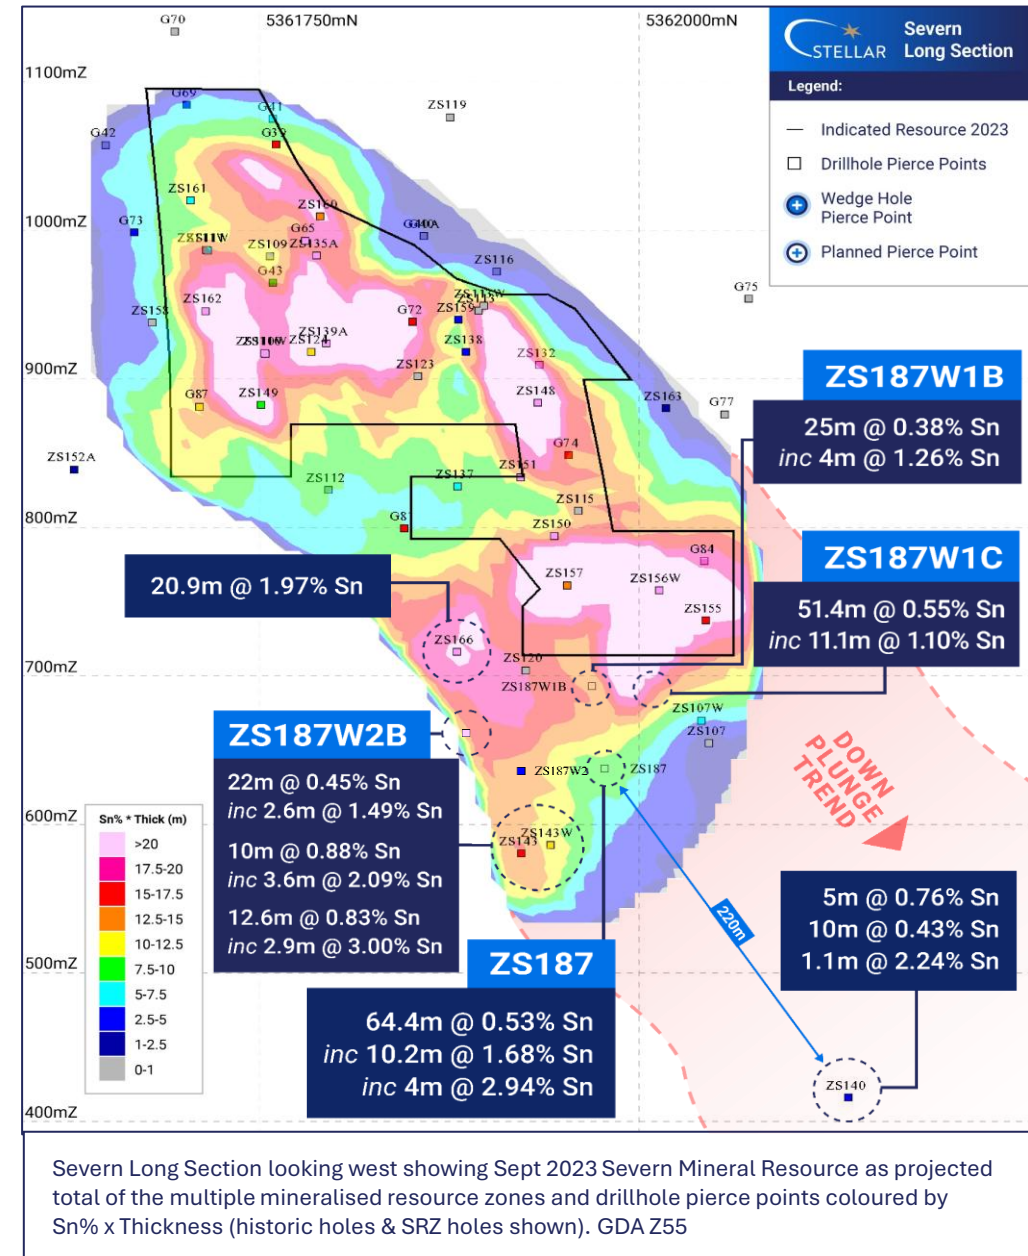 G70
5361750mN
5362000mN
STELLAR
Severn
Long Section
Legend:
Indicated Resource 2023
Drillhole Pierce Points
Wedge Hole
Pierce Point
Planned Pierce Point
1100mZ
G69
G41
ZS119
G42
G39
ZS161
ZS160
1000mZ
G73
G40A
G65
ZS111W
ZS109
ZS135A
ZS116
G43
G75
ZS162
ZS158
G72
ZS159
ZS113W
ZS113
ZS139A
ZS124
ZS138
ZS132
ZS123
900mZ
G87
ZS149
ZS148
ZS163
G77
ZS187W1B
25m @ 0.38% Sn
inc 4m @ 1.26% Sn
ZS152A
G74
ZS151
ZS112
ZS137
ZS115
800mZ
ZS150
G84
ZS187W1C
51.4m @ 0.55% Sn
inc 11.1m @ 1.10% Sn
20.9m @ 1.97% Sn
ZS157
ZS156W
ZS155
ZS166
700mZ
ZS120
ZS187W1B
ZS107W
ZS107
ZS187W2B
22m @ 0.45% Sn
inc 2.6m @ 1.49% Sn
10m @ 0.88% Sn
inc 3.6m @ 2.09% Sn
12.6m @ 0.83% Sn
inc 2.9m @ 3.00% Sn
ZS187W2
ZS187
DOWN
PLUNGE
TREND
600mZ
ZS143W
ZS143
Sn% * Thick (m)
>20
17.5-20
15-17.5
12.5-15
10-12.5
7.5-10
5-7.5
2.5-5
1-2.5
0-1
220m
5m @ 0.76% Sn
10m @ 0.43% Sn
1.1m @ 2.24% Sn
500mZ
ZS187
64.4m @ 0.53% Sn
inc 10.2m @ 1.68% Sn
inc 4m @ 2.94% Sn
ZS140
400mZ
Severn Long Section looking west showing Sept 2023 Severn Mineral Resource as projected
total of the multiple mineralised resource zones and drillhole pierce points coloured by
Sn% x Thickness (historic holes & SRZ holes shown). GDA Z55